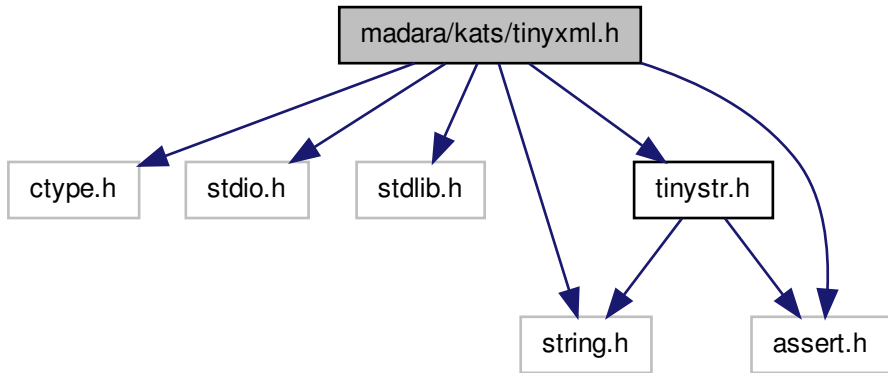 madara/kats/tinyxml.h
ctype.h
stdio.h
stdlib.h
tinystr.h
string.h
assert.h